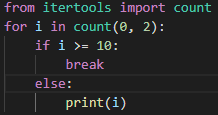 from itertools import count
for i in count(0, 2):
    if i >= 10:
        break
    else:
        print(i)